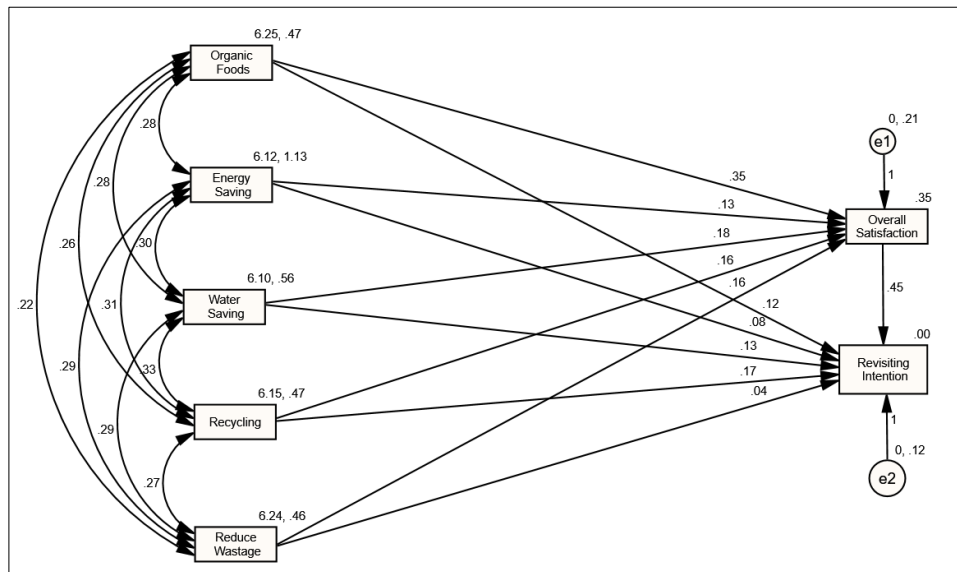 6.25, .47
Organic
Foods
.28
6.12, 1.13
0, .21
e1
Energy
Saving
.28
.35
1
.35
.13
Overall
Satisfaction
.18
.30
.26
.16
6.10, .56
.16
.45
.22
Water
Saving
.31
.12
.08
.00
.13
Revisiting
Intention
.29
.33
.17
6.15, .47
.04
Recycling
1
.29
0, .12
e2
.27
6.24, .46
Reduce
Wastage